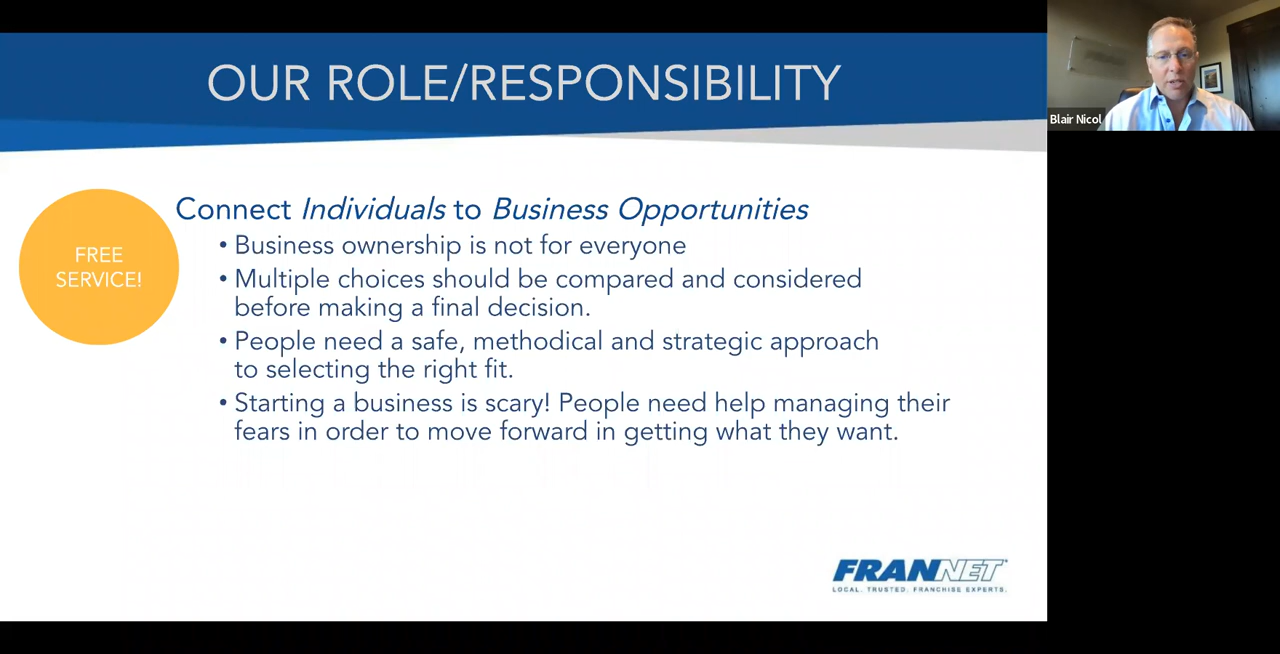 OUR ROLE/RESPONSIBILITY
Blair Nicol
FREE
SERVICE!
Connect Individuals to Business Opportunities
• Business ownership is not for everyone
• Multiple choices should be compared and considered
before making a final decision.
• People need a safe, methodical and strategic approach
to selecting the right fit.
• Starting a business is scary! People need help managing their
fears in order to move forward in getting what they want.
FRANNET
LOCAL. TRUSTED. FRANCHISE EXPERTS.